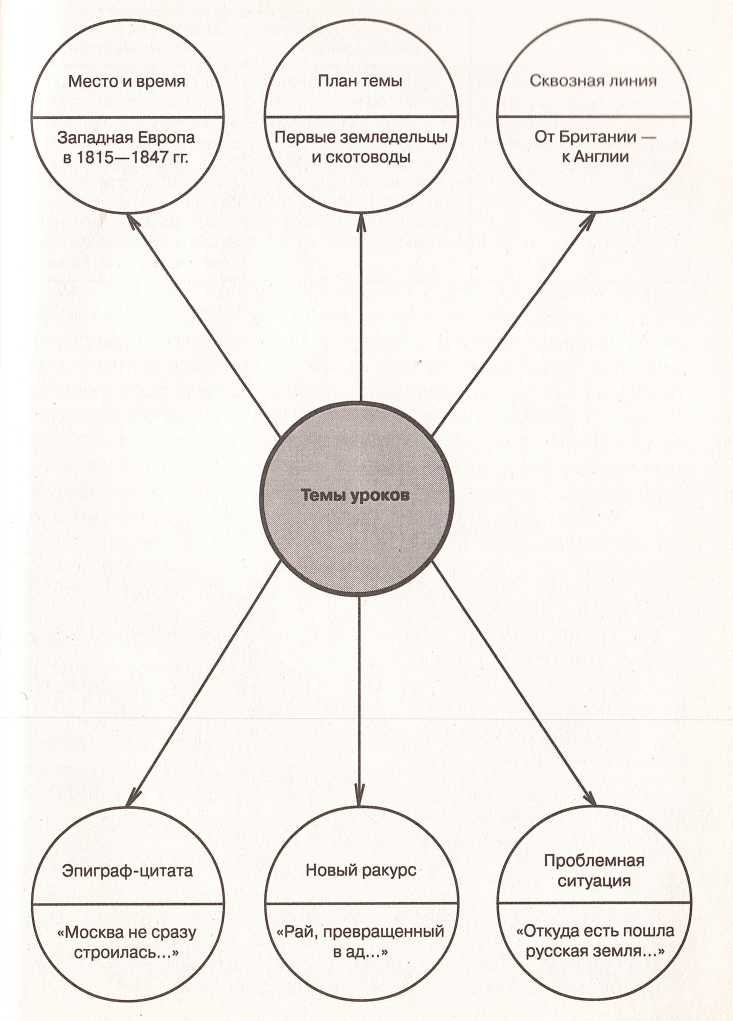 Место и время
Западная Европа
в 1815—1847 гг.
План темы
Первые земледельцы
и скотоводы
Сквозная линия
От Британии —
к Англии
Темы уроков
Эпиграф-цитата
«Москва не сразу
строилась...»
Новый ракурс
«Рай, превращенный
в ад...»
Проблемная
ситуация
«Откуда есть пошла
русская земля...»